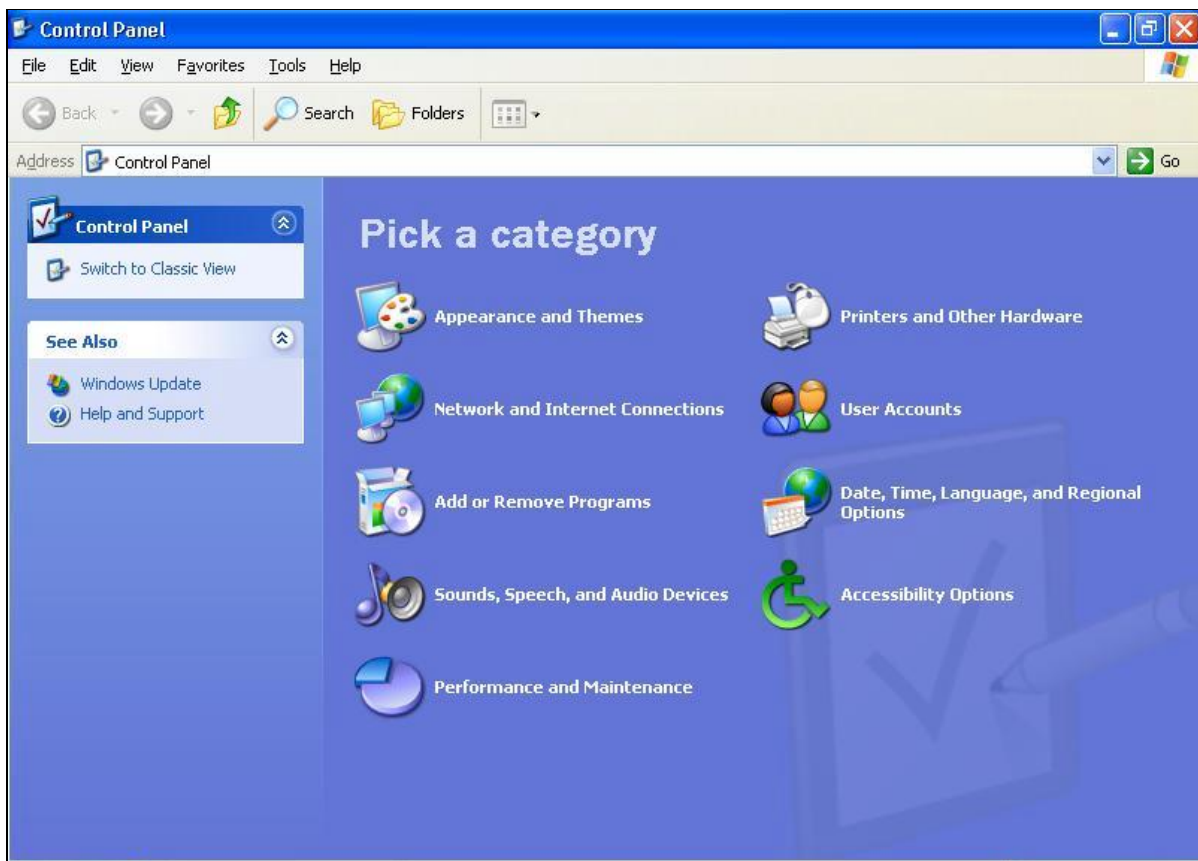 Control Panel
File Edit View Favorites Tools Help
Back Search Folders
Address Control Panel Go
Control Panel
Switch to Classic View
See Also
Windows Update
Help and Support
Pick a category
Appearance and Themes
Printers and Other Hardware
Network and Internet Connections
User Accounts
Add or Remove Programs
Date, Time, Language, and Regional
Options
Sounds, Speech, and Audio Devices
Accessibility Options
Performance and Maintenance